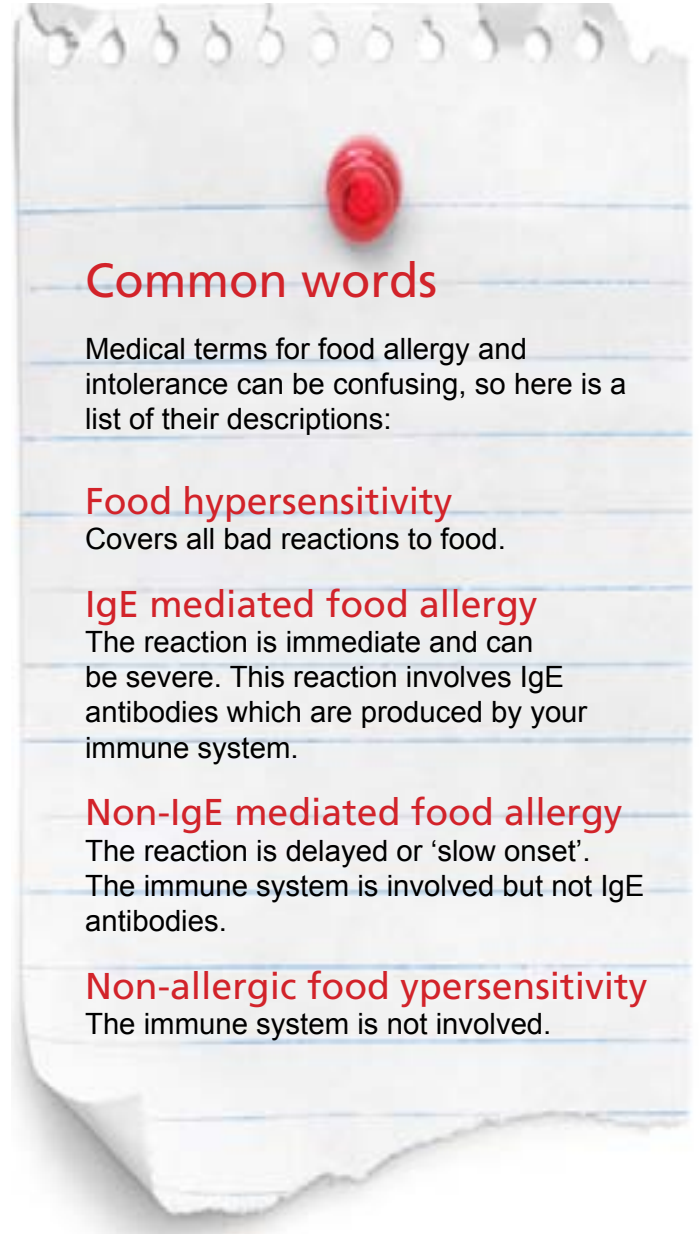 Common words
Medical terms for food allergy and
intolerance can be confusing, so here is a
list of their descriptions:
Food hypersensitivity
Covers all bad reactions to food.
IgE mediated food allergy
The reaction is immediate and can
be severe. This reaction involves IgE
antibodies which are produced by your
immune system.
Non-IgE mediated food allergy
The reaction is delayed or ‘slow onset’.
The immune system is involved but not IgE
antibodies.
Non-allergic food ypersensitivity
The immune system is not involved.